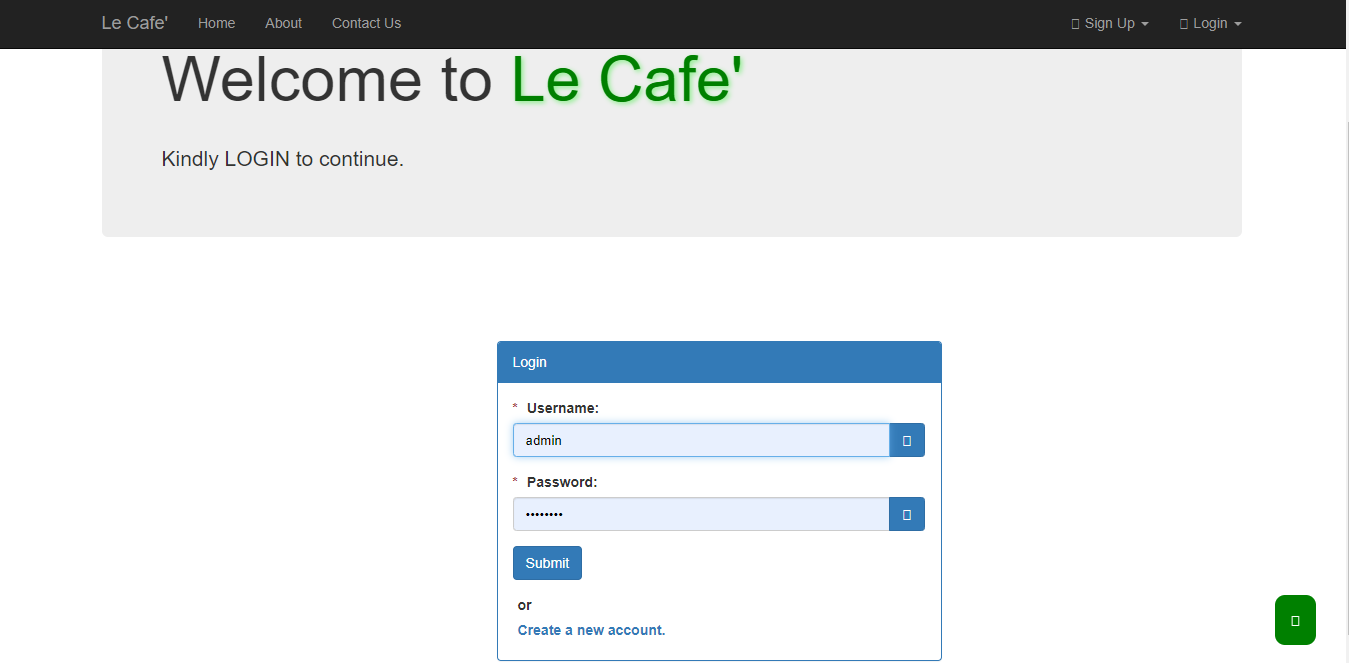 Le Cafe' Home About Contact Us Sign Up Login
Welcome to Le Cafe'
Kindly LOGIN to continue.
Login
* Username:
admin
* Password:
••••••••
Submit
or
Create a new account.